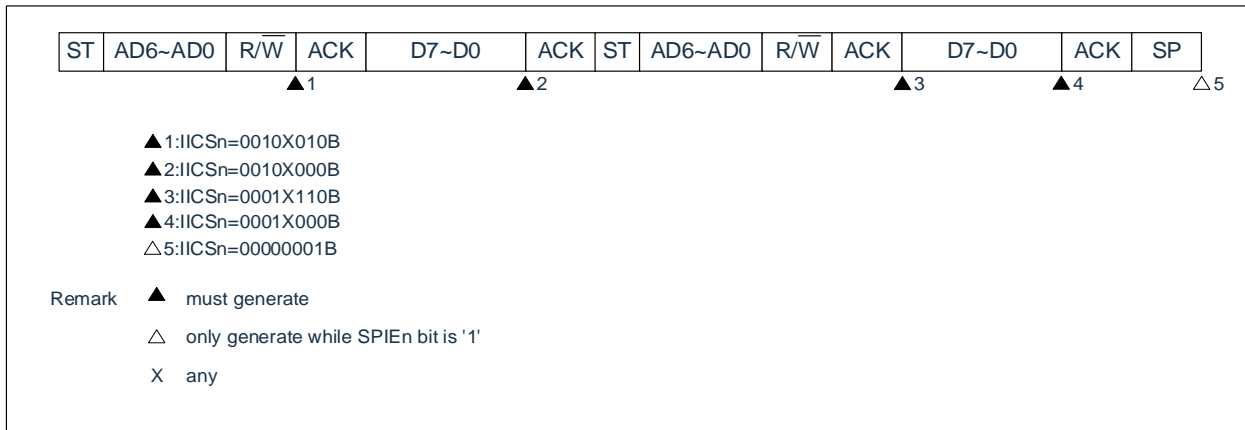 ST AD6~AD0 R/W ACK D7~D0 ACK ST AD6~AD0 R/W ACK D7~D0 ACK SP
▲1 ▲2 ▲3 ▲4 △5
▲1:IICSn=0010X010B
▲2:IICSn=0010X000B
▲3:IICSn=0001X110B
▲4:IICSn=0001X000B
△5:IICSn=00000001B
Remark ▲ must generate
△ only generate while SPIEn bit is '1'
X any